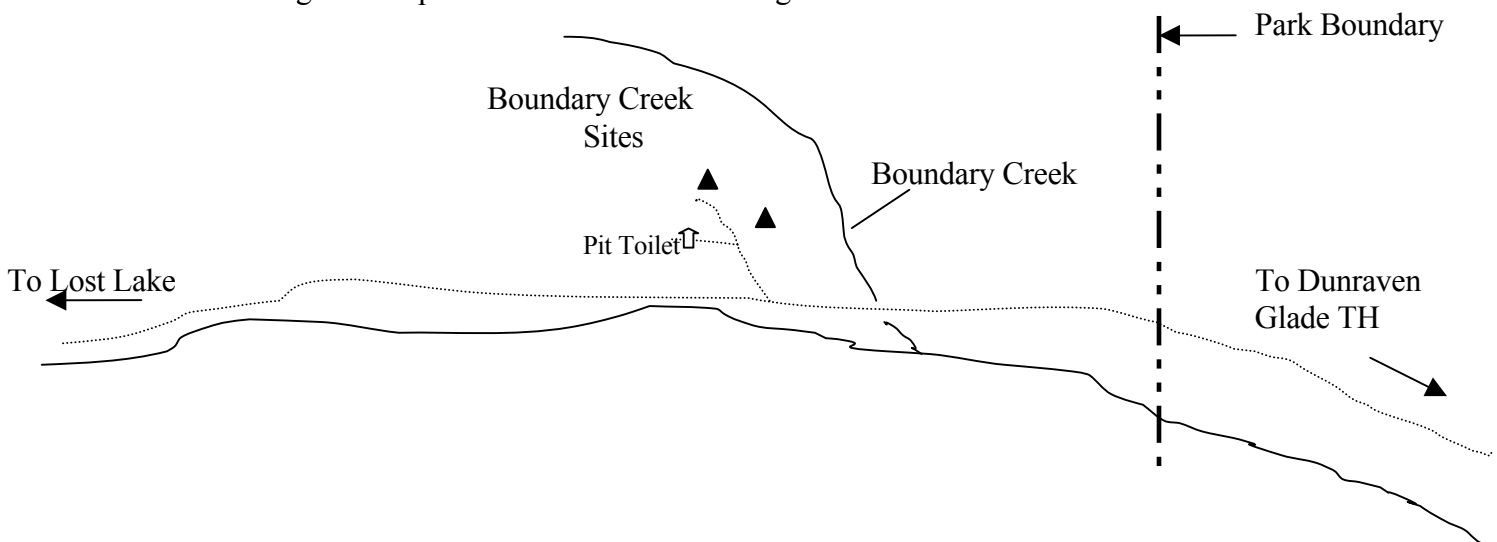 Park Boundary
Boundary Creek
Sites
Boundary Creek
Pit Toilet
To Lost Lake
To Dunraven
Glade TH